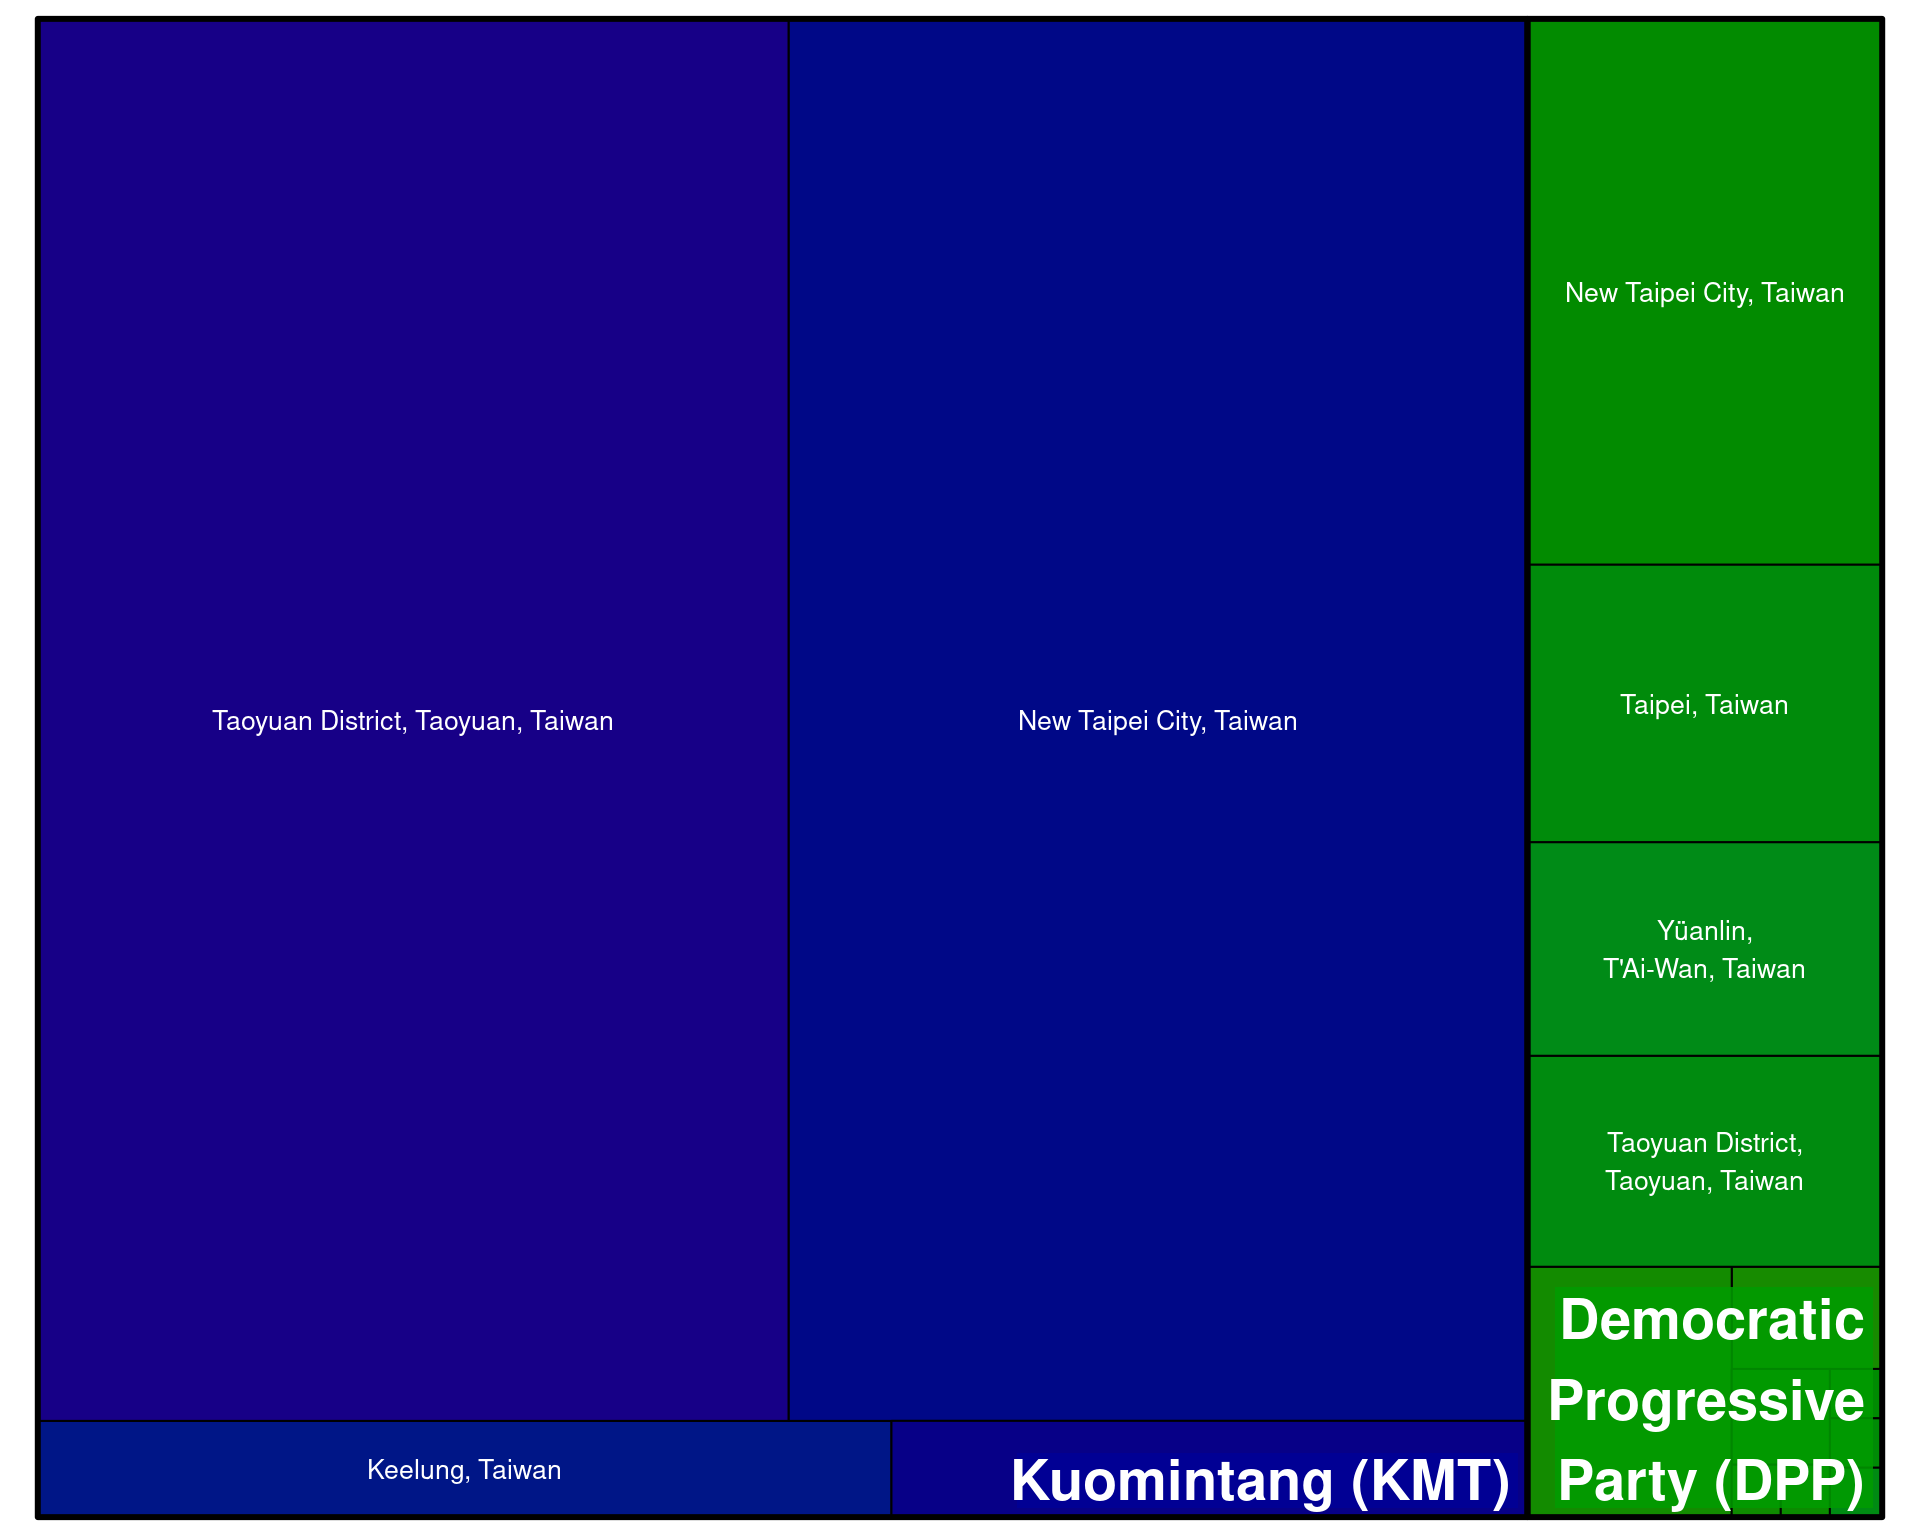 Taoyuan District, Taoyuan, Taiwan
New Taipei City, Taiwan
Keelung, Taiwan
Kuomintang (KMT)
New Taipei City, Taiwan
Taipei, Taiwan
Yüanlin,
T'Ai-Wan, Taiwan
Taoyuan District,
Taoyuan, Taiwan
Democratic
Progressive
Party (DPP)